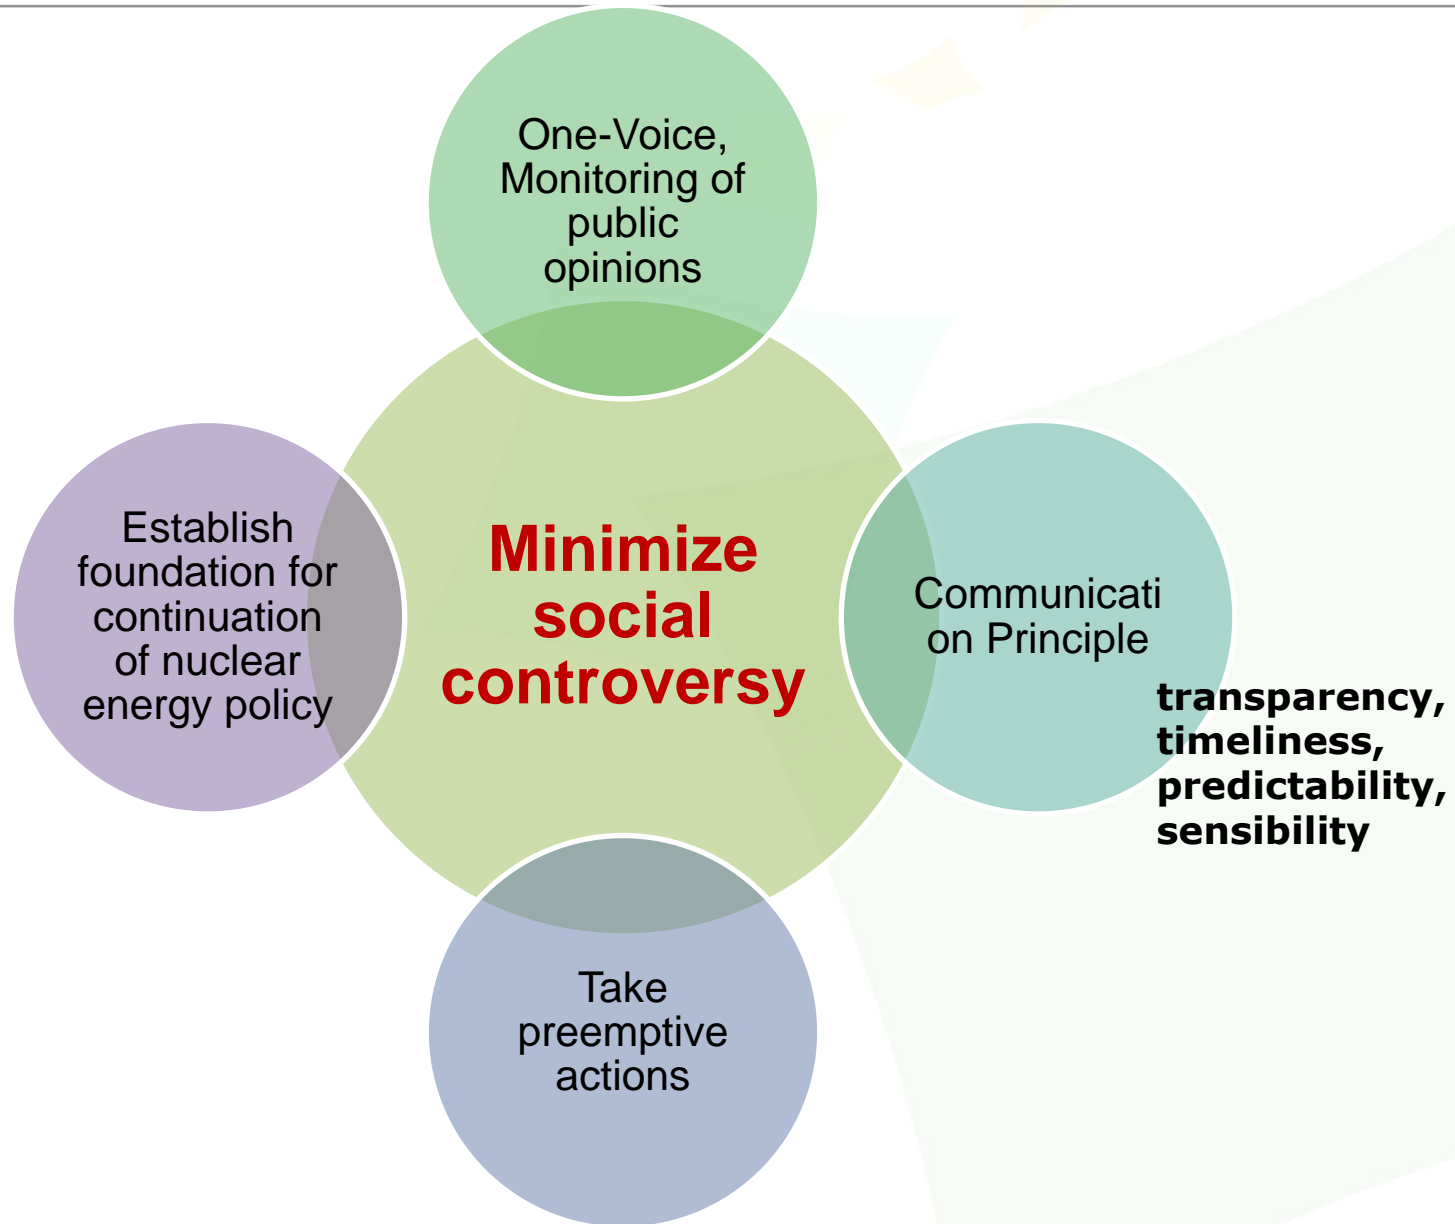 One-Voice,
Monitoring of
public
opinions
Establish
foundation for
continuation
of nuclear
energy policy
Minimize
social
controversy
Communicati
on Principle
transparency,
timeliness,
predictability,
sensibility
Take
preemptive
actions